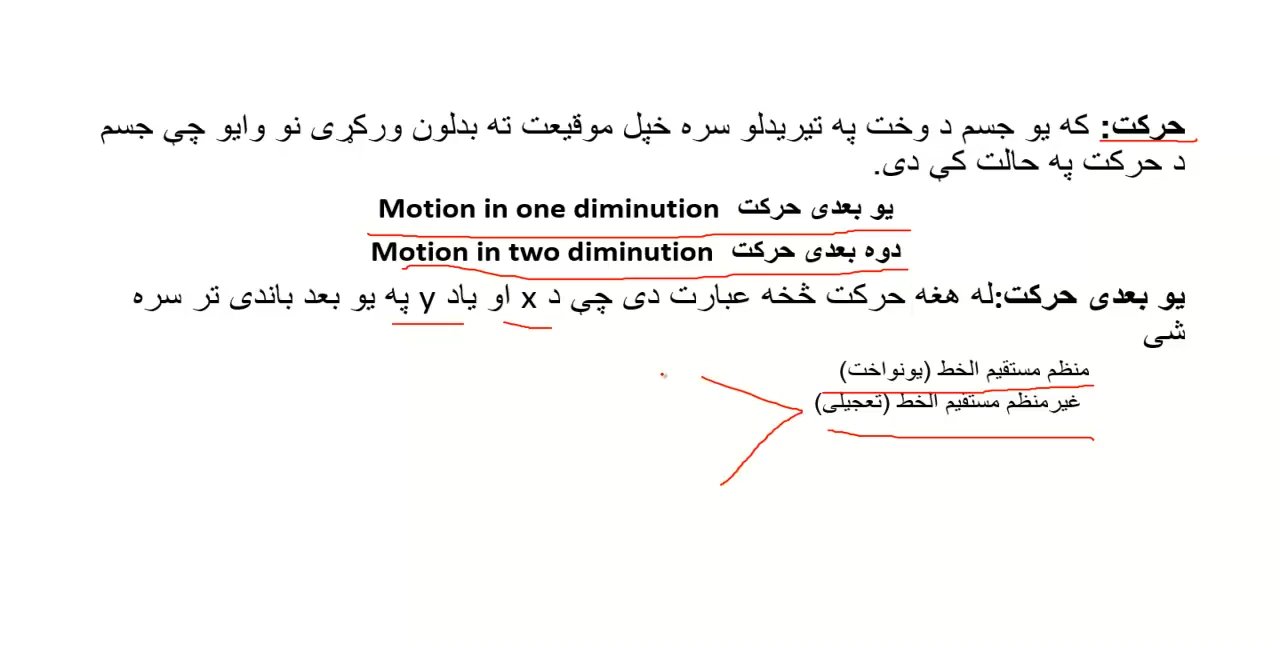 حرکت: که یو جسم د وخت په تیریدلو سره خپل موقیعت ته بدلون ورکړی نو وایو چې جسم
د حرکت په حالت کې دی.
یو بعدی حرکت Motion in one diminution
دوه بعدی حرکت Motion in two diminution
یو بعدی حرکت:له هغه حرکت څخه عبارت دی چې د x او یاد y په یو بعد باندی تر سره
شی
منظم مستقیم الخط (یونواخت)
غیرمنظم مستقیم الخط (تعجیلی)